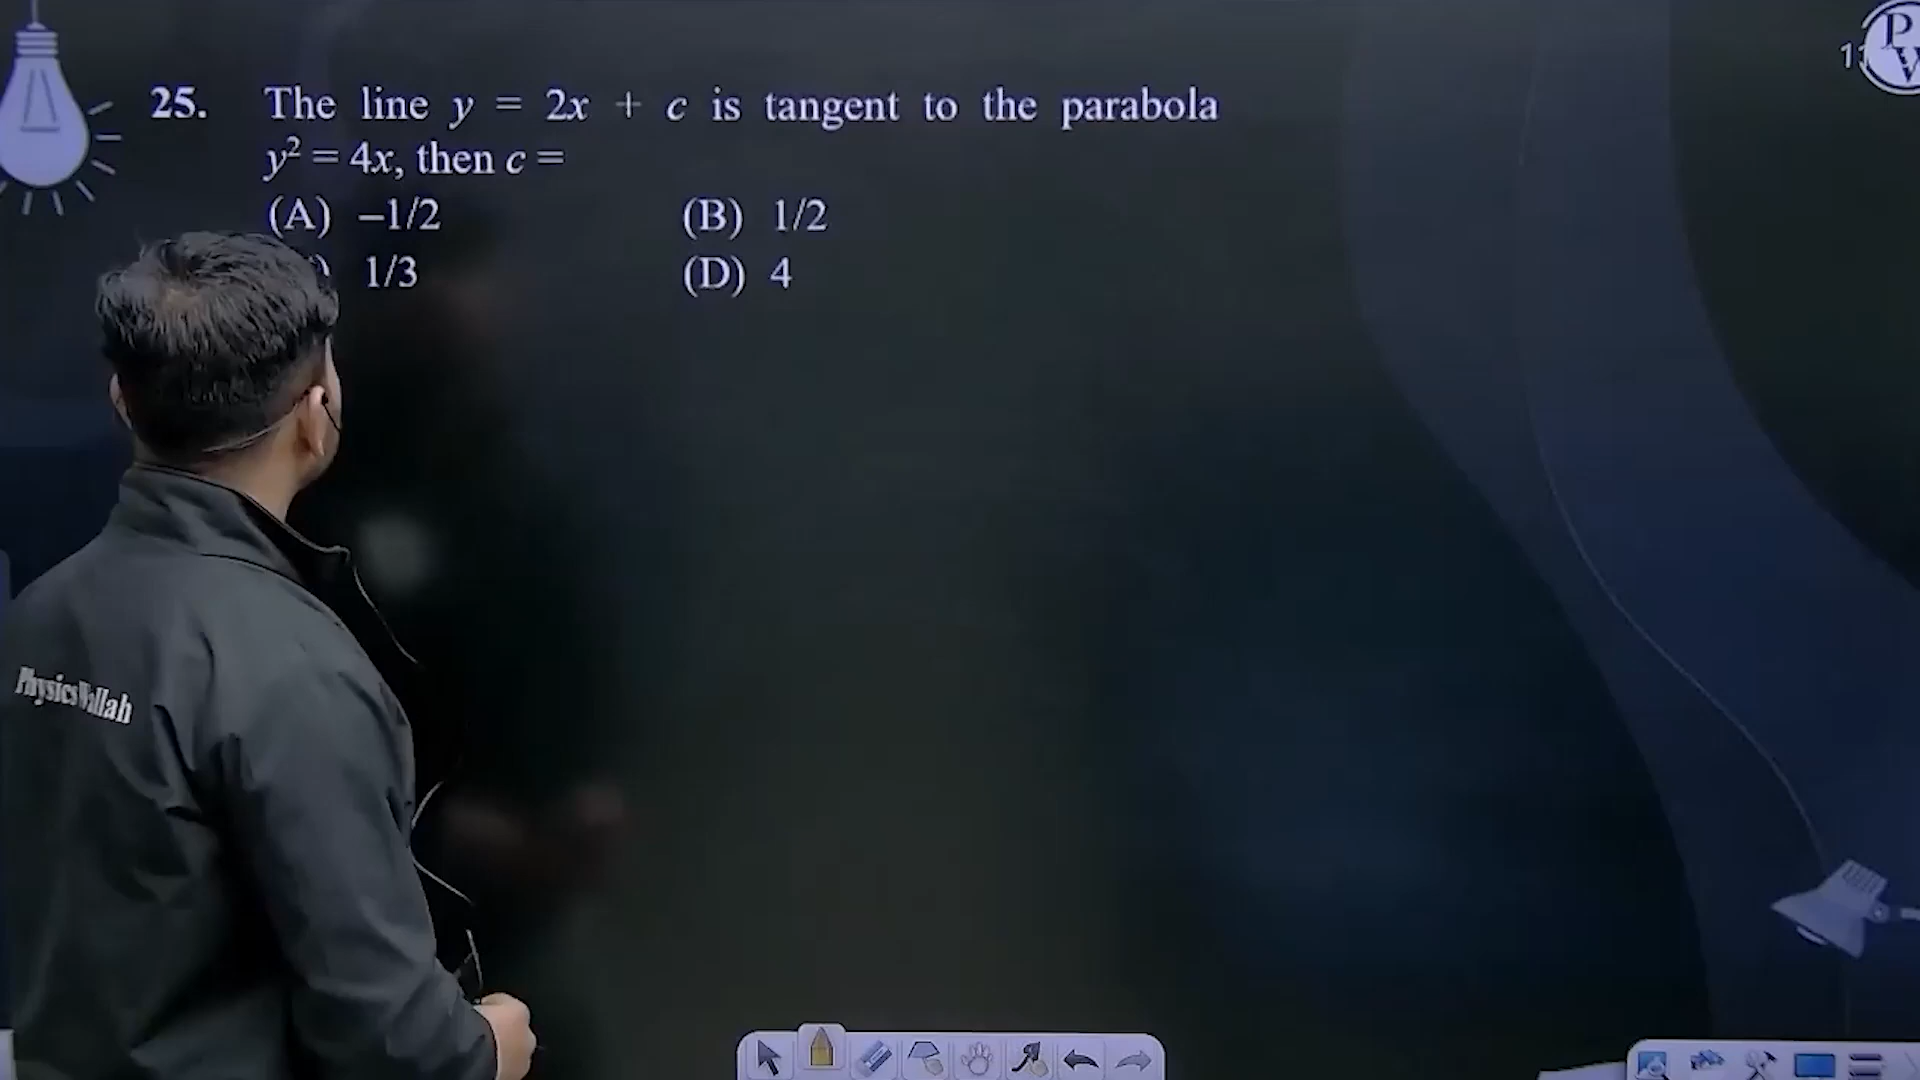 25. The line y = 2x + c is tangent to the parabola
y² = 4x, then c =
(A) –1/2 (B) 1/2
) 1/3 (D) 4
PhysicsWallah